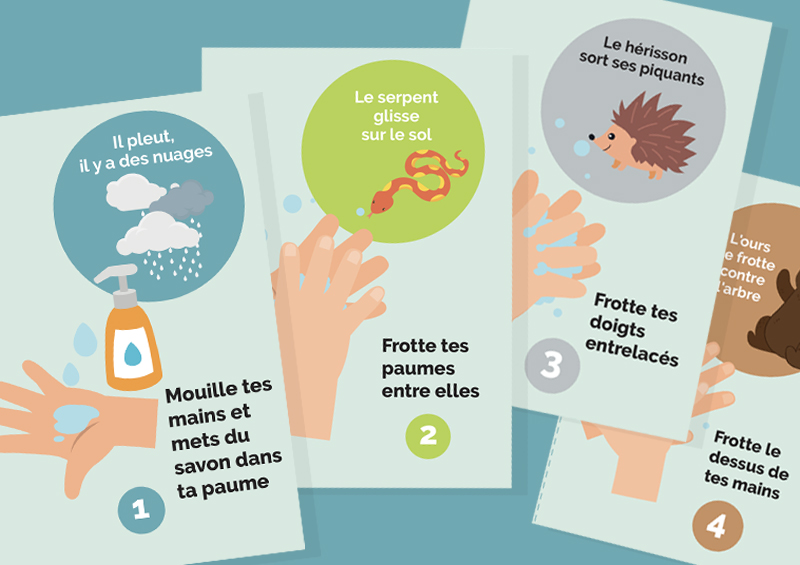 Il pleut,
il y a des nuages
Mouille tes
mains et
mets du
savon dans
ta paume
1
Le serpent
glisse
sur le sol
Frotte tes
paumes
entre elles
2
Le hérisson
sort ses piquants
Frotte tes
doigts
entrelacés
3
L'ours
frotte
contre
l'arbre
Frotte le
dessus de
tes mains
4